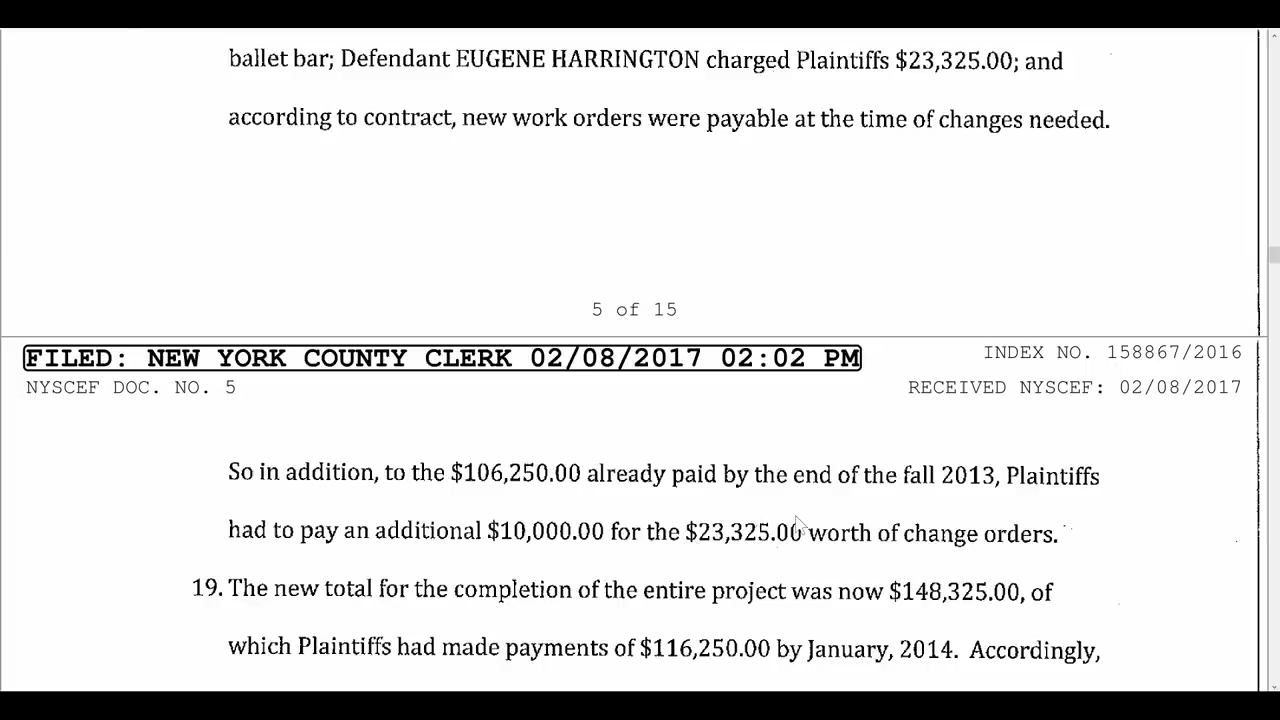 ballet bar; Defendant EUGENE HARRINGTON charged Plaintiffs $23,325.00; and
according to contract, new work orders were payable at the time of changes needed.
5 of 15
FILED: NEW YORK COUNTY CLERK 02/08/2017 02:02 PM
INDEX NO. 158867/2016
NYSCEF DOC. NO. 5
RECEIVED NYSCEF: 02/08/2017
So in addition, to the $106,250.00 already paid by the end of the fall 2013, Plaintiffs
had to pay an additional $10,000.00 for the $23,325.00 worth of change orders.
19. The new total for the completion of the entire project was now $148,325.00, of
which Plaintiffs had made payments of $116,250.00 by January, 2014. Accordingly,